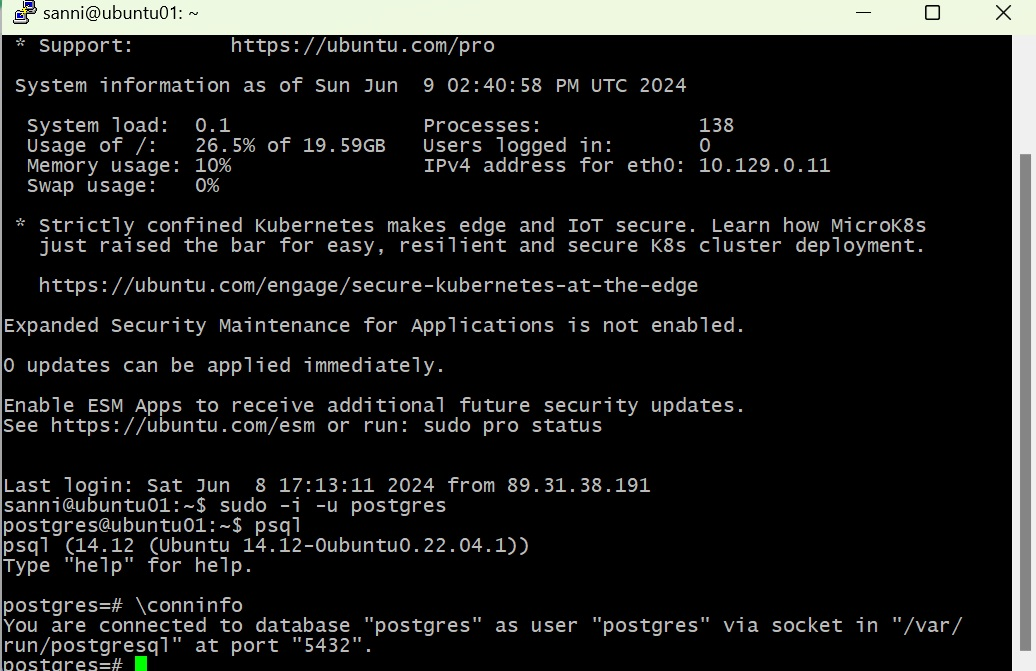 sanni@ubuntu01: ~
* Support:        https://ubuntu.com/pro
System information as of Sun Jun  9 02:40:58 PM UTC 2024
System load:  0.1                Processes:             138
Usage of /:   26.5% of 19.59GB   Users logged in:       0
Memory usage: 10%                IPv4 address for eth0: 10.129.0.11
Swap usage:   0%
* Strictly confined Kubernetes makes edge and IoT secure. Learn how MicroK8s
just raised the bar for easy, resilient and secure K8s cluster deployment.
https://ubuntu.com/engage/secure-kubernetes-at-the-edge
Expanded Security Maintenance for Applications is not enabled.
0 updates can be applied immediately.
Enable ESM Apps to receive additional future security updates.
See https://ubuntu.com/esm or run: sudo pro status
Last login: Sat Jun  8 17:13:11 2024 from 89.31.38.191
sanni@ubuntu01:~$ sudo -i -u postgres
postgres@ubuntu01:~$ psql
psql (14.12 (Ubuntu 14.12-0ubuntu0.22.04.1))
Type "help" for help.
postgres=# \conninfo
You are connected to database "postgres" as user "postgres" via socket in "/var/
run/postgresql" at port "5432".
postgres=#